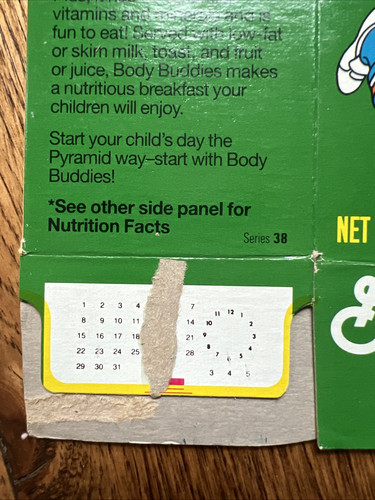 vitamins and minerals and is
fun to eat! Served with low-fat
or skim milk, toast, and fruit
or juice, Body Buddies makes
a nutritious breakfast your
children will enjoy.
Start your child's day the
Pyramid way–start with Body
Buddies!
*See other side panel for
Nutrition Facts
Series 38
NET
1 2 3 4 7
8 9 10 11 14
15 16 17 18 21
22 23 24 25 28
29 30 31
12 1 2 3 4 5 6 7 8 9 10 11
3 4 5